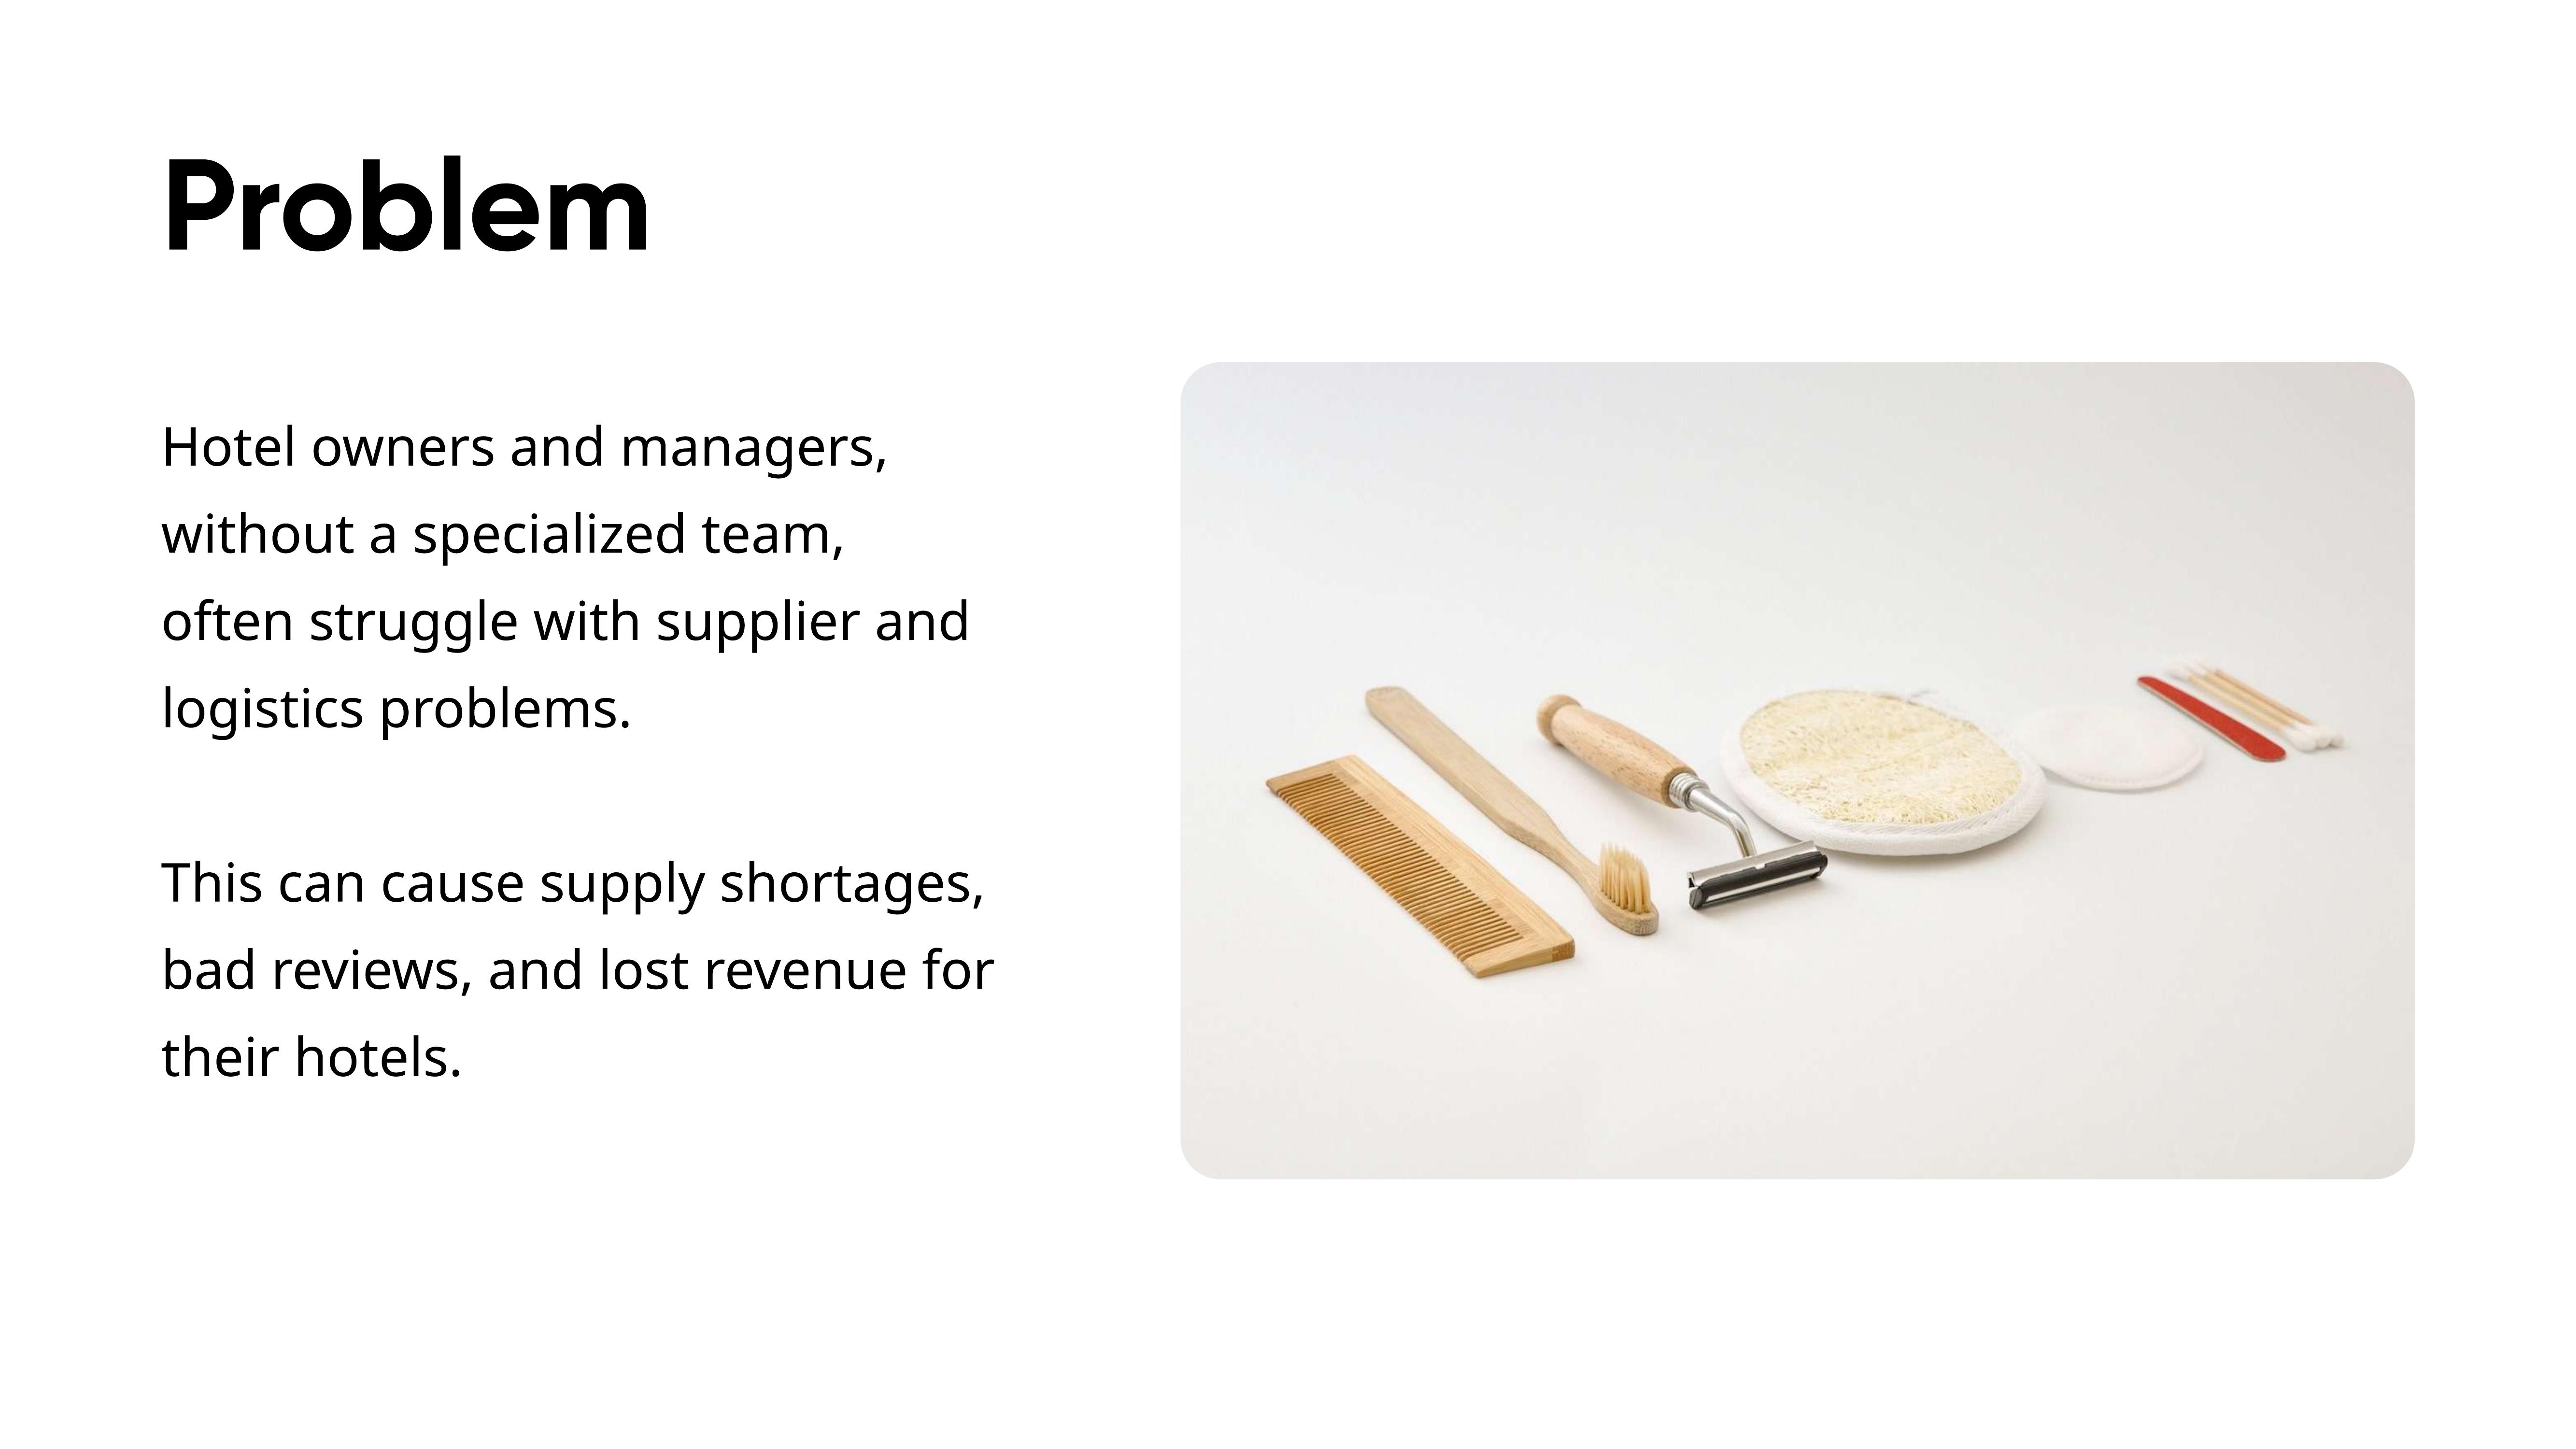 Problem
Hotel owners and managers,
without a specialized team,
often struggle with supplier and
logistics problems.
This can cause supply shortages,
bad reviews, and lost revenue for
their hotels.